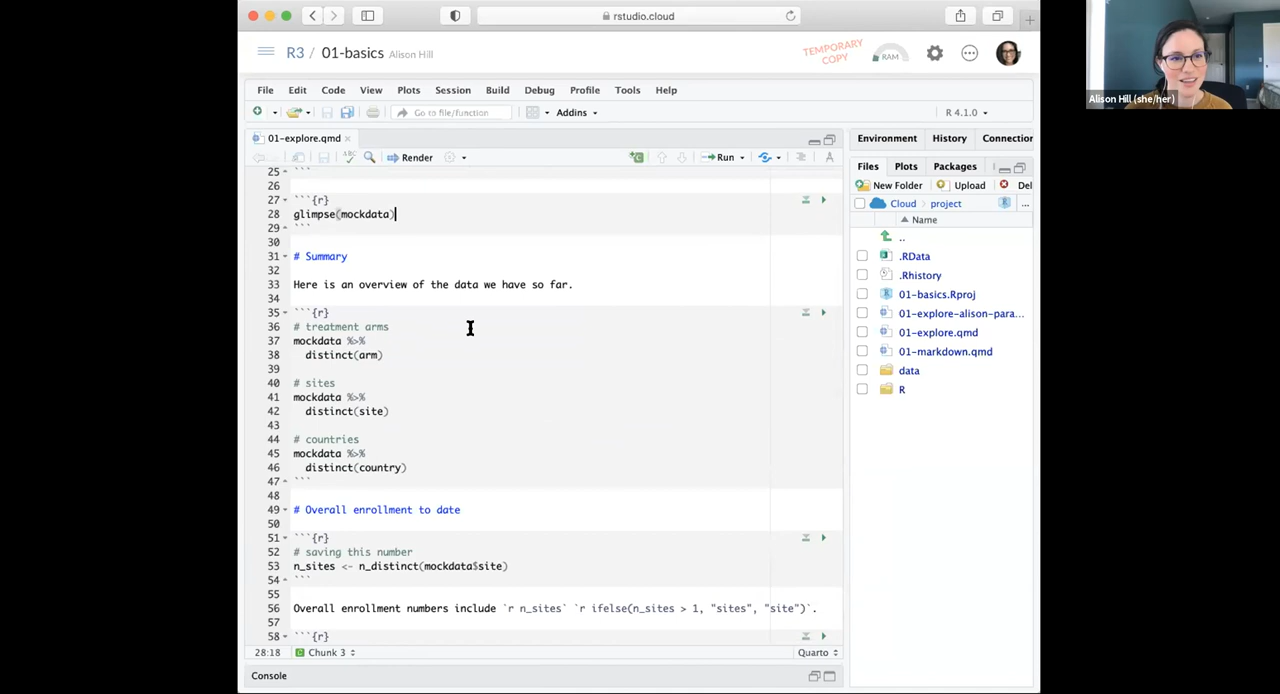 rstudio.cloud
R3 / 01-basics Alison Hill
TEMPORARY COPY
RAM
File Edit Code View Plots Session Build Debug Profile Tools Help
Go to file/function
Addins
R 4.1.0
01-explore.qmd
Render
Run
25 ```
26
27 ```{r}
28 glimpse(mockdata)
29 ```
30
31 # Summary
32
33 Here is an overview of the data we have so far.
34
35 ```{r}
36 # treatment arms
37 mockdata %>%
38 distinct(arm)
39
40 # sites
41 mockdata %>%
42 distinct(site)
43
44 # countries
45 mockdata %>%
46 distinct(country)
47 ```
48
49 # Overall enrollment to date
50
51 ```{r}
52 # saving this number
53 n_sites <- n_distinct(mockdata$site)
54 ```
55
56 Overall enrollment numbers include `r n_sites` `r ifelse(n_sites > 1, "sites", "site")`.
57
58 ```{r}
28:18 Chunk 3 Quarto
Console
Environment History Connection
Files Plots Packages
New Folder Upload Del
Cloud project
Name
..
.RData
.Rhistory
01-basics.Rproj
01-explore-alison-para...
01-explore.qmd
01-markdown.qmd
data
R
Alison Hill (she/her)